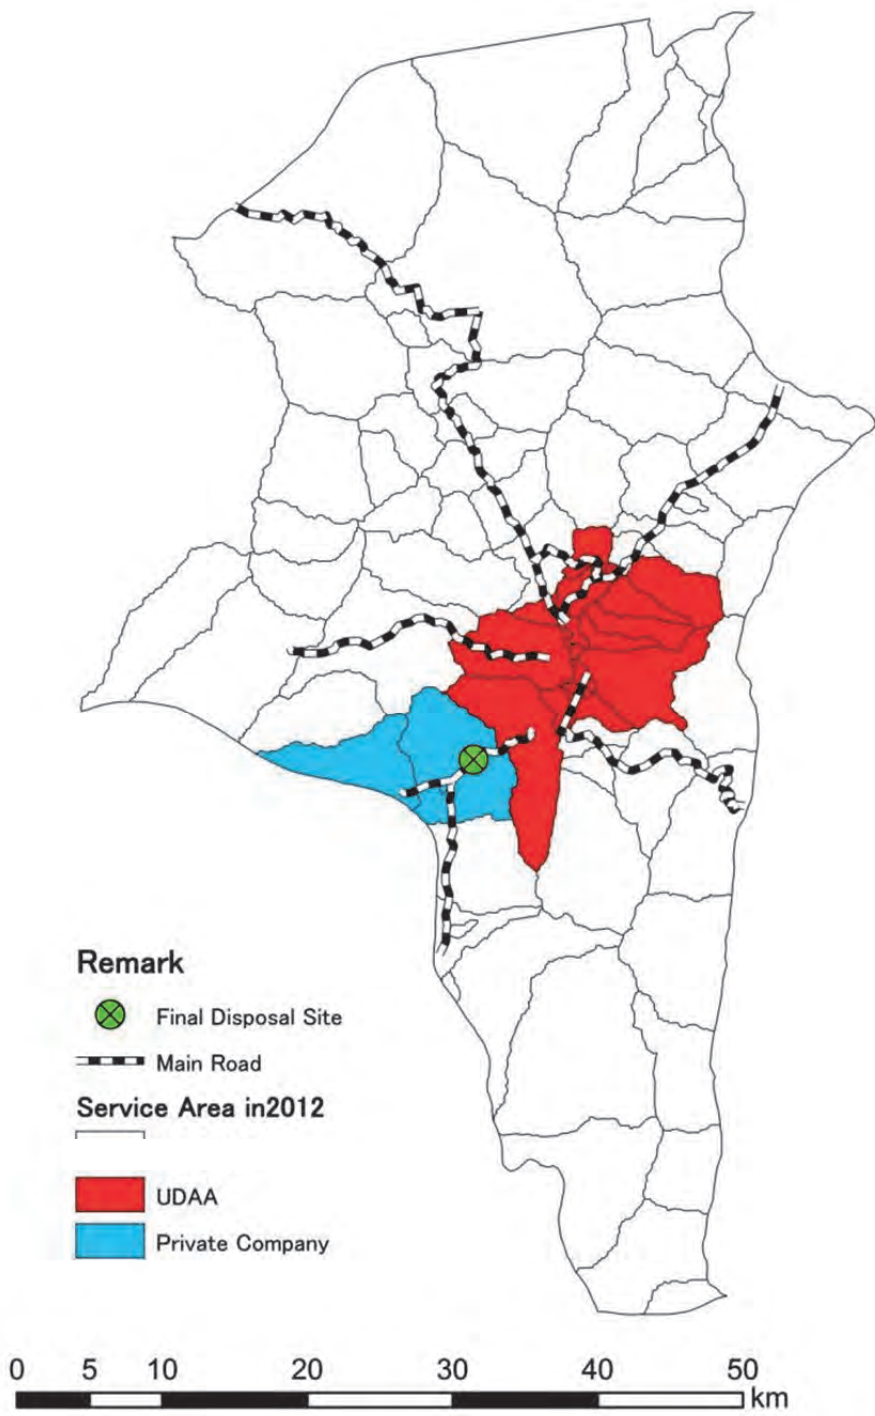 Remark
Final Disposal Site
Main Road
Service Area in2012
UDAA
Private Company
0 5 10 20 30 40 50
km